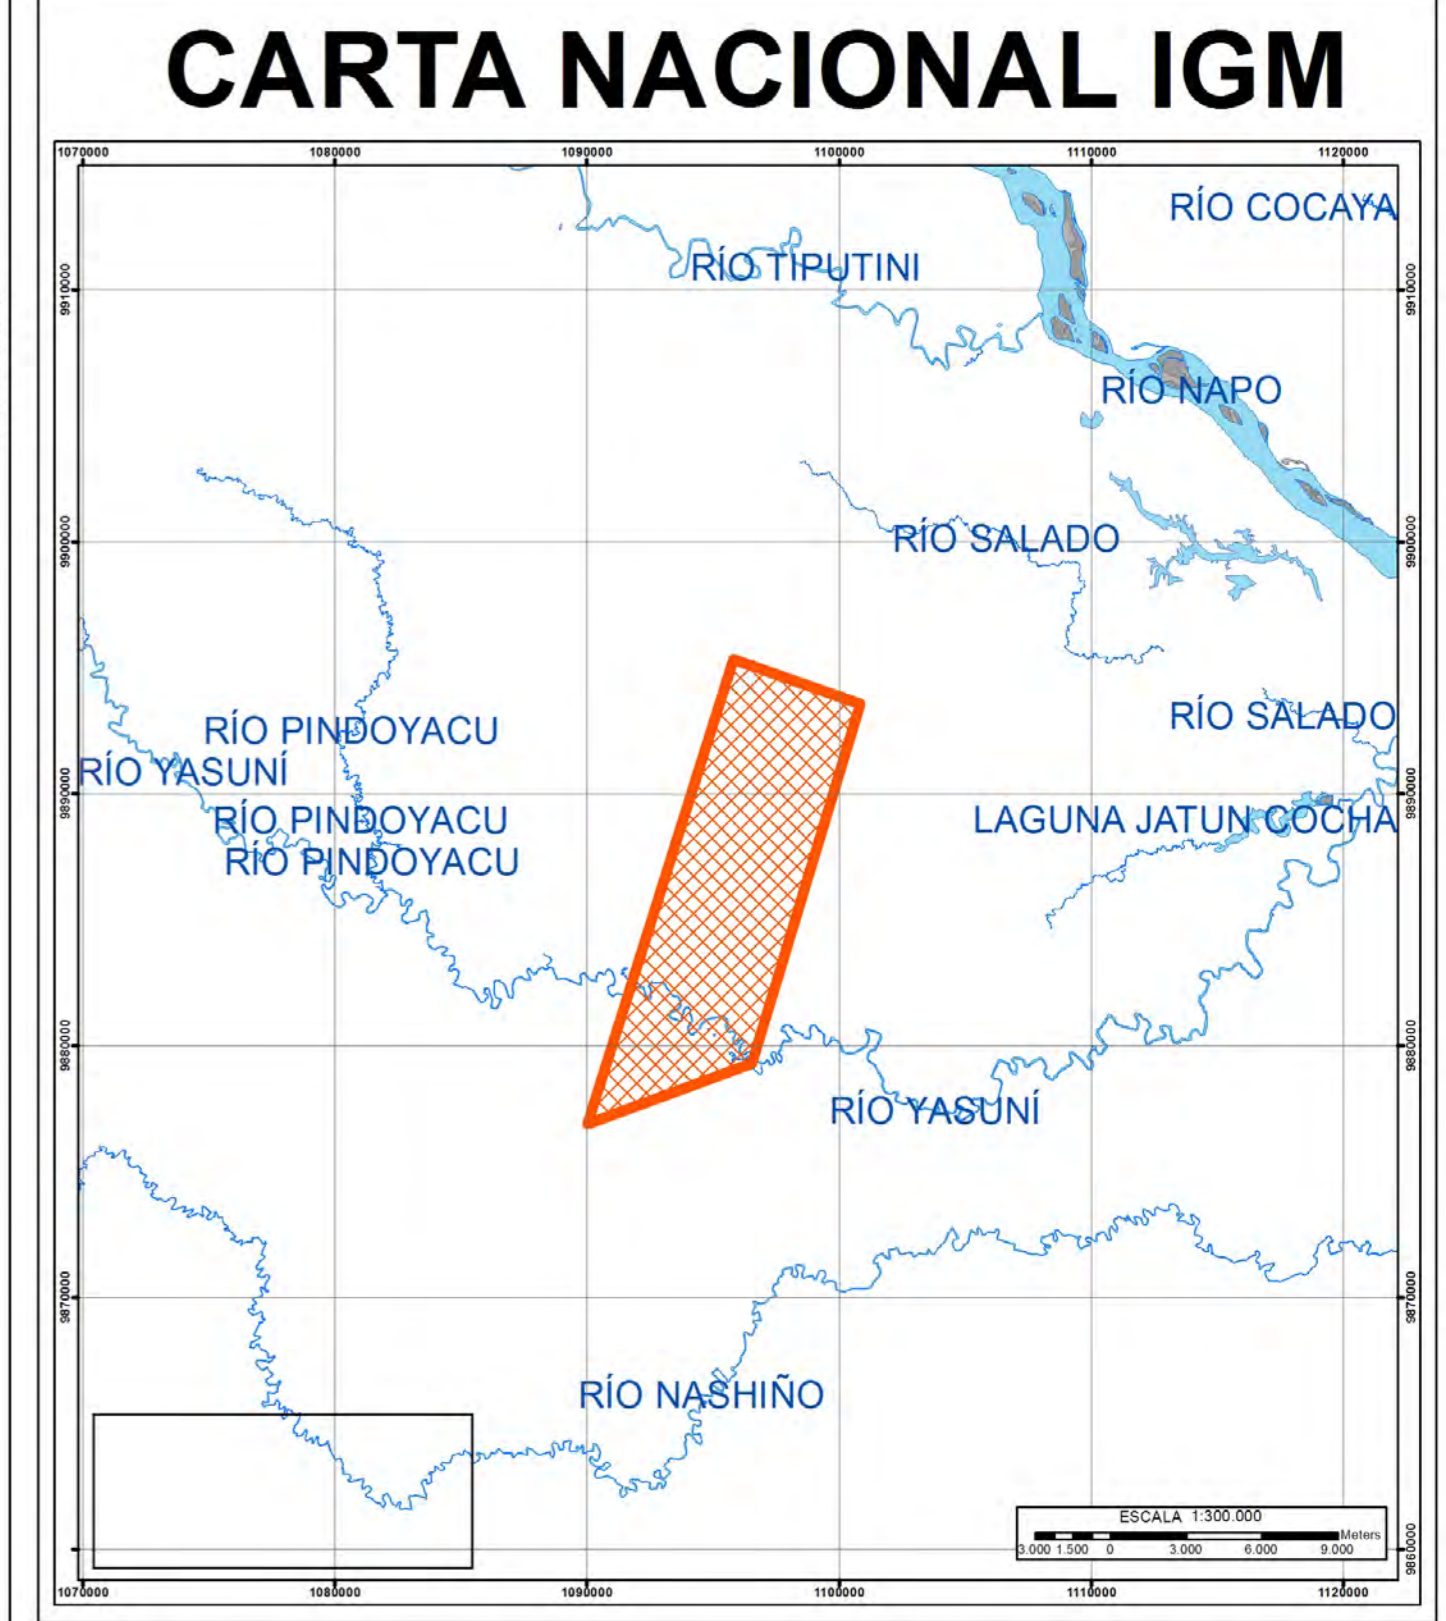 CARTA NACIONAL IGM
1070000 1080000 1090000 1100000 1110000 1120000
RÍO COCAYA
RÍO TIPUTINI
9910000 9910000
RÍO NAPO
RÍO SALADO
9900000 9900000
RÍO SALADO
RÍO PINDOYACU
RÍO YASUNÍ
9890000 9890000
RÍO PINDOYACU
LAGUNA JATUN COCHA
RÍO PINDOYACU
9880000 9880000
RÍO YASUNÍ
9870000 9870000
RÍO NASHIÑO
ESCALA 1:300.000
Meters
3.000 1.500 0 3.000 6.000 9.000
9860000
1070000 1080000 1090000 1100000 1110000 1120000